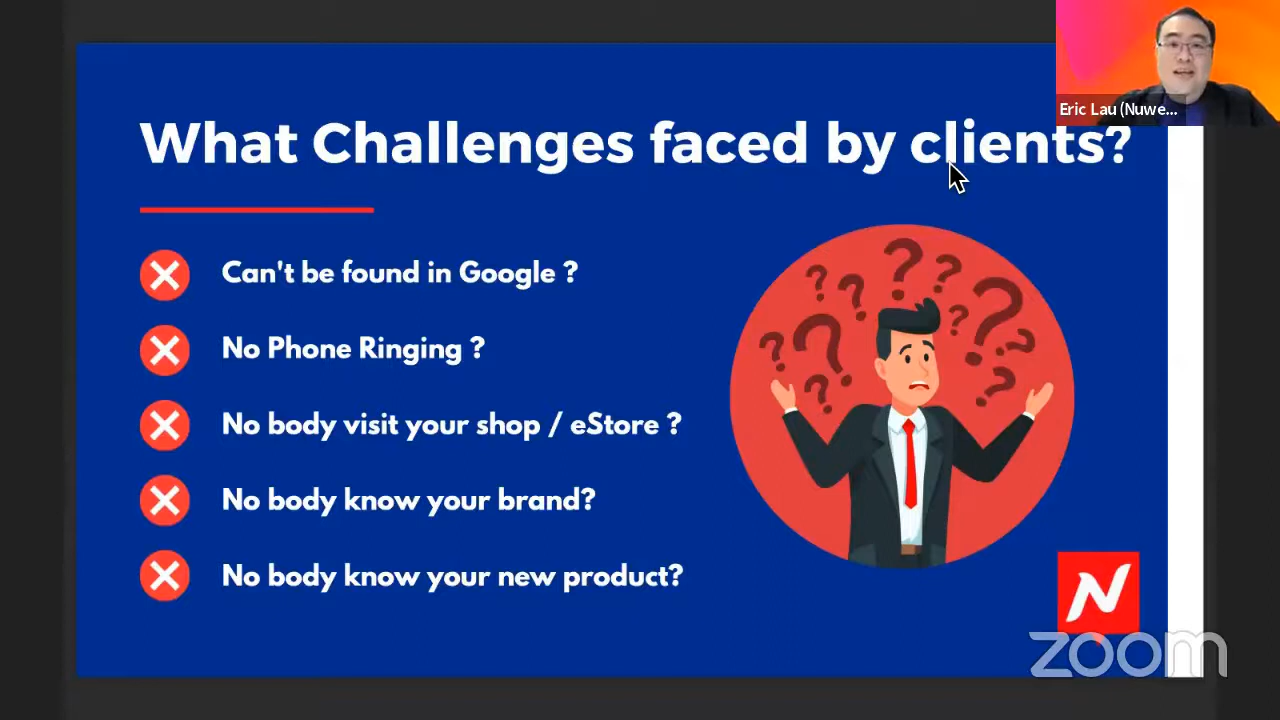 Eric Lau (Nuwe...
What Challenges faced by clients?
Can't be found in Google ?
No Phone Ringing ?
No body visit your shop / eStore ?
No body know your brand?
No body know your new product?
N
zoom